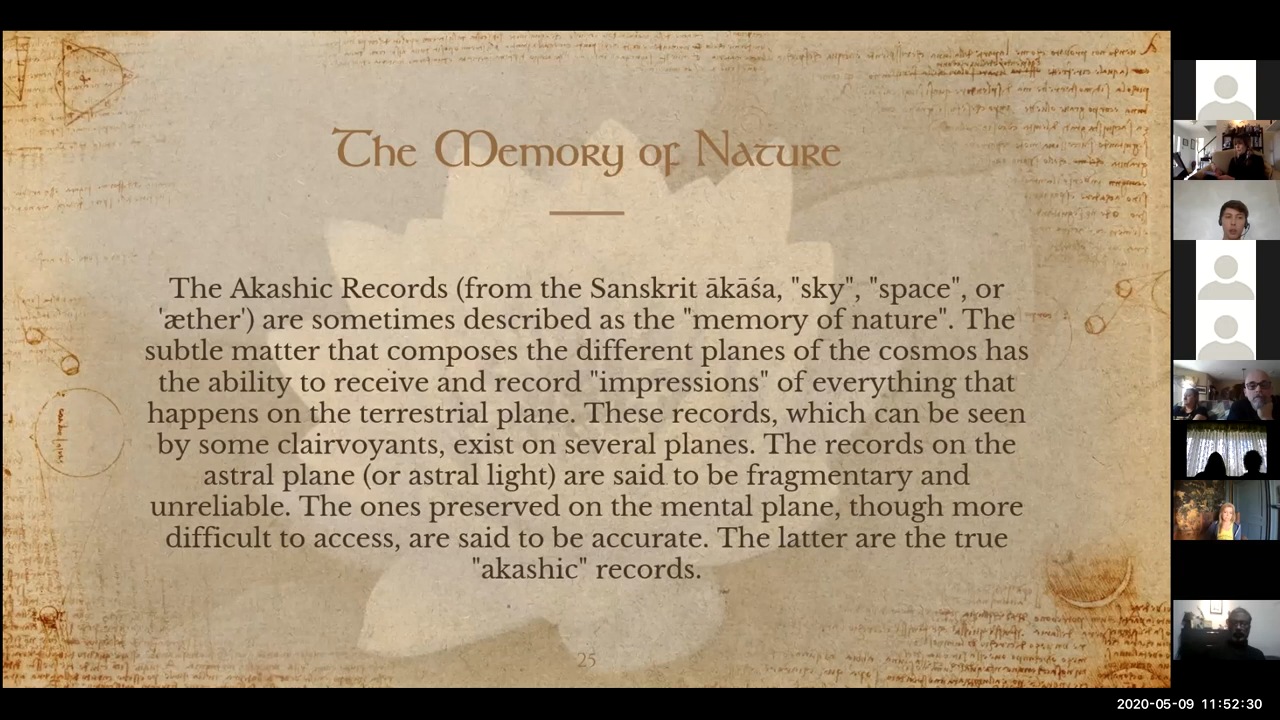 The Memory of Nature
The Akashic Records (from the Sanskrit ākāśa, "sky", "space", or
'æther') are sometimes described as the "memory of nature". The
subtle matter that composes the different planes of the cosmos has
the ability to receive and record "impressions" of everything that
happens on the terrestrial plane. These records, which can be seen
by some clairvoyants, exist on several planes. The records on the
astral plane (or astral light) are said to be fragmentary and
unreliable. The ones preserved on the mental plane, though more
difficult to access, are said to be accurate. The latter are the true
"akashic" records.
25
2020-05-09 11:52:30